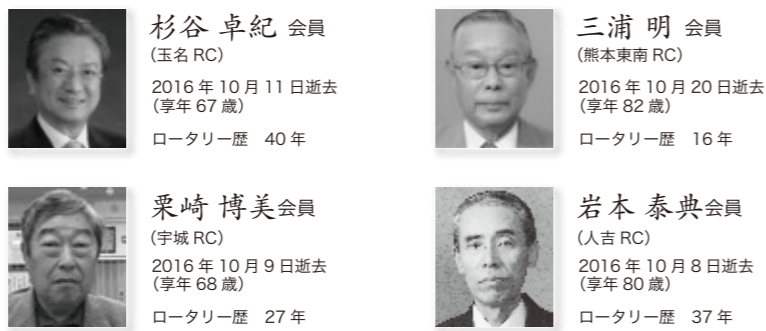 杉谷 卓紀 会員
（玉名 RC）
2016 年 10 月 11 日逝去
（享年 67 歳）
ロータリー歴　40 年
三浦 明 会員
（熊本東南 RC）
2016 年 10 月 20 日逝去
（享年 82 歳）
ロータリー歴　16 年
栗崎 博美会員
（宇城 RC）
2016 年 10 月 9 日逝去
（享年 68 歳）
ロータリー歴　27 年
岩本 泰典会員
（人吉 RC）
2016 年 10 月 8 日逝去
（享年 80 歳）
ロータリー歴　37 年